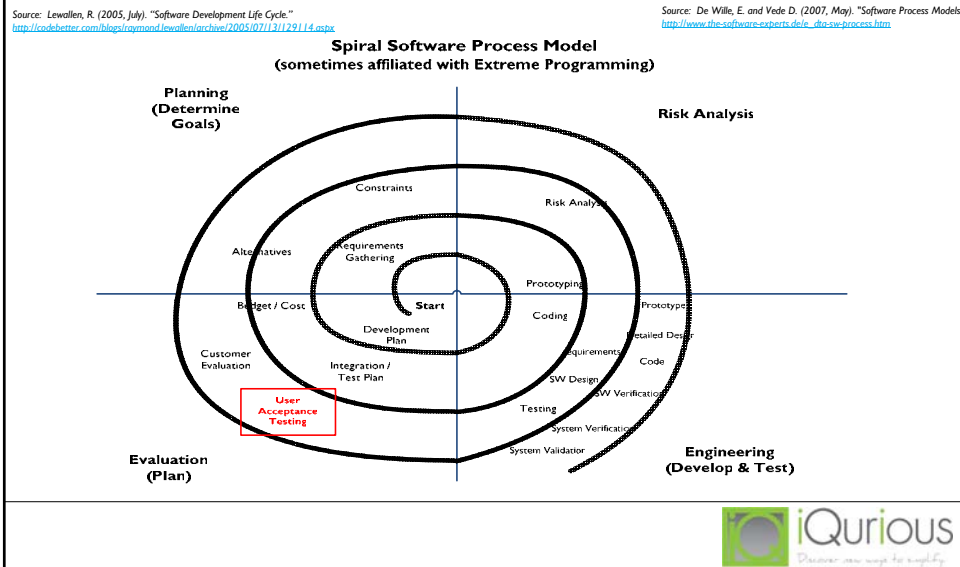 Source: Lewallen, R. (2005, July). "Software Development Life Cycle."
http://codebetter.com/blogs/raymond.lewallen/archive/2005/07/13/129114.aspx
Source: De Wille, E. and Vede D. (2007, May). "Software Process Models
http://www.the-software-experts.de/e_dta-sw-process.htm
Spiral Software Process Model
(sometimes affiliated with Extreme Programming)
Planning
(Determine
Goals)
Risk Analysis
Constraints
Risk Analysis
Alternatives
Requirements
Gathering
Prototyping
Start
Budget / Cost
Prototype
Coding
Development
Plan
Detailed Design
Customer
Evaluation
Requirements
Code
Integration /
Test Plan
SW Design
SW Verification
User
Acceptance
Testing
Testing
System Verification
System Validation
Evaluation
(Plan)
Engineering
(Develop & Test)
iQurious
Discover new ways to simplify.